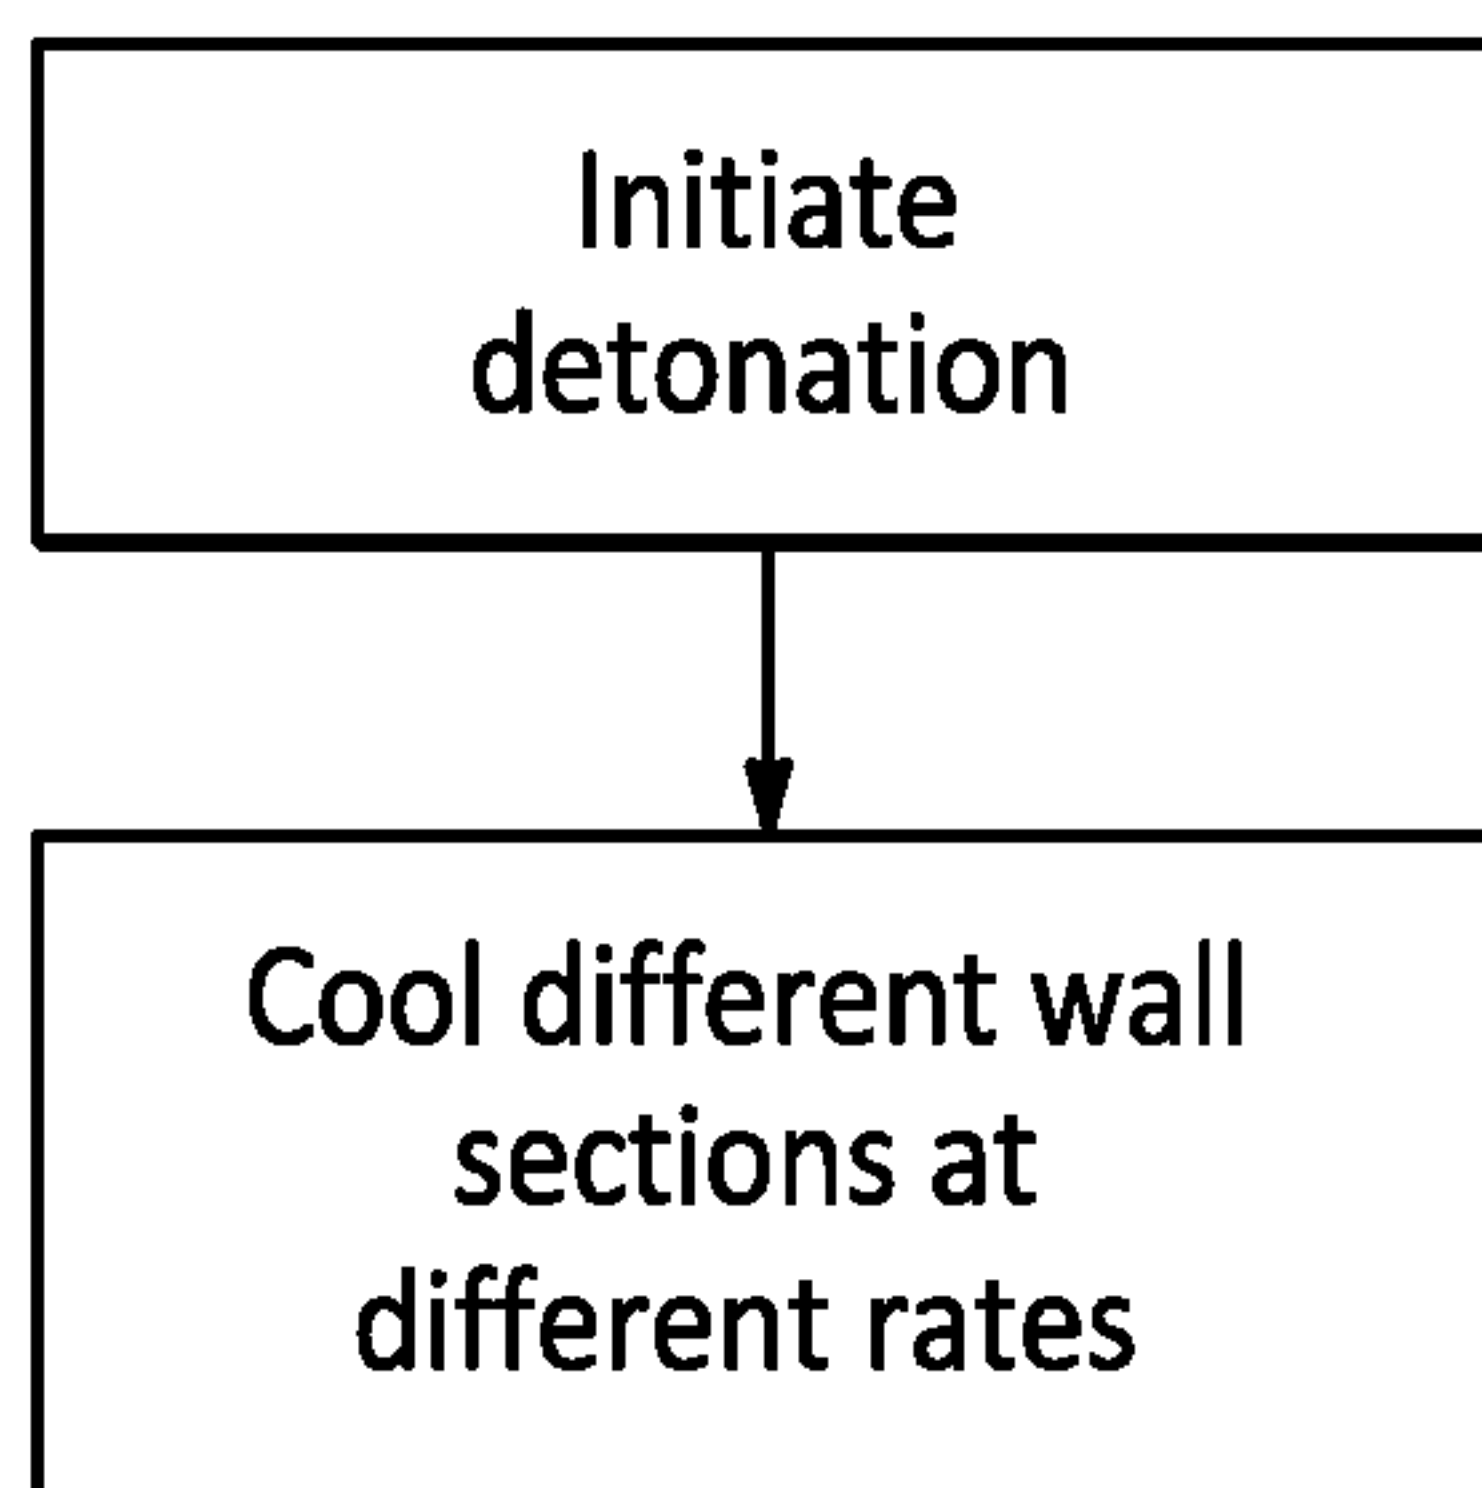 Initiate
detonation
Cool different wall
sections at
different rates